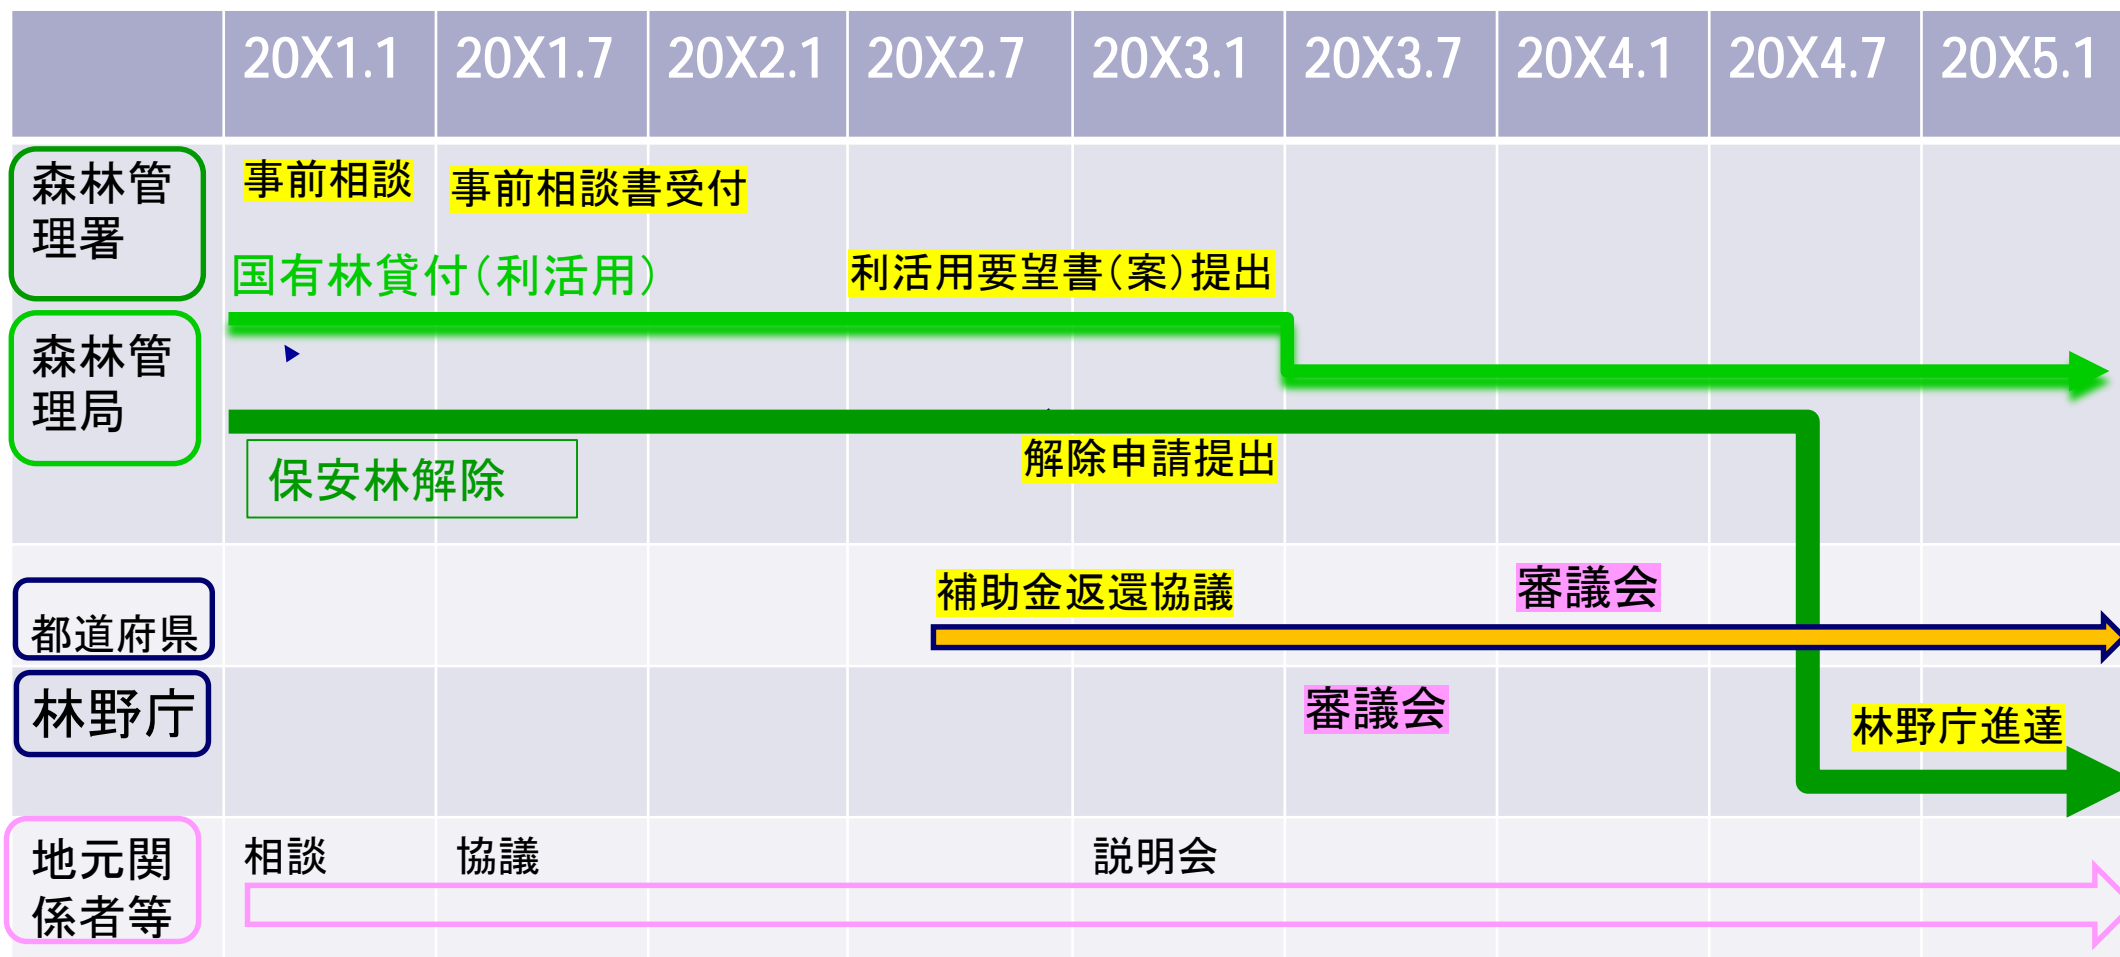 20X1.1 20X1.7 20X2.1 20X2.7 20X3.1 20X3.7 20X4.1 20X4.7 20X5.1
森林管
理署
事前相談
事前相談書受付
国有林貸付(利活用)
利活用要望書(案)提出
森林管
理局
解除申請提出
保安林解除
都道府県
補助金返還協議
審議会
林野庁
審議会
林野庁進達
地元関
係者等
相談
協議
説明会